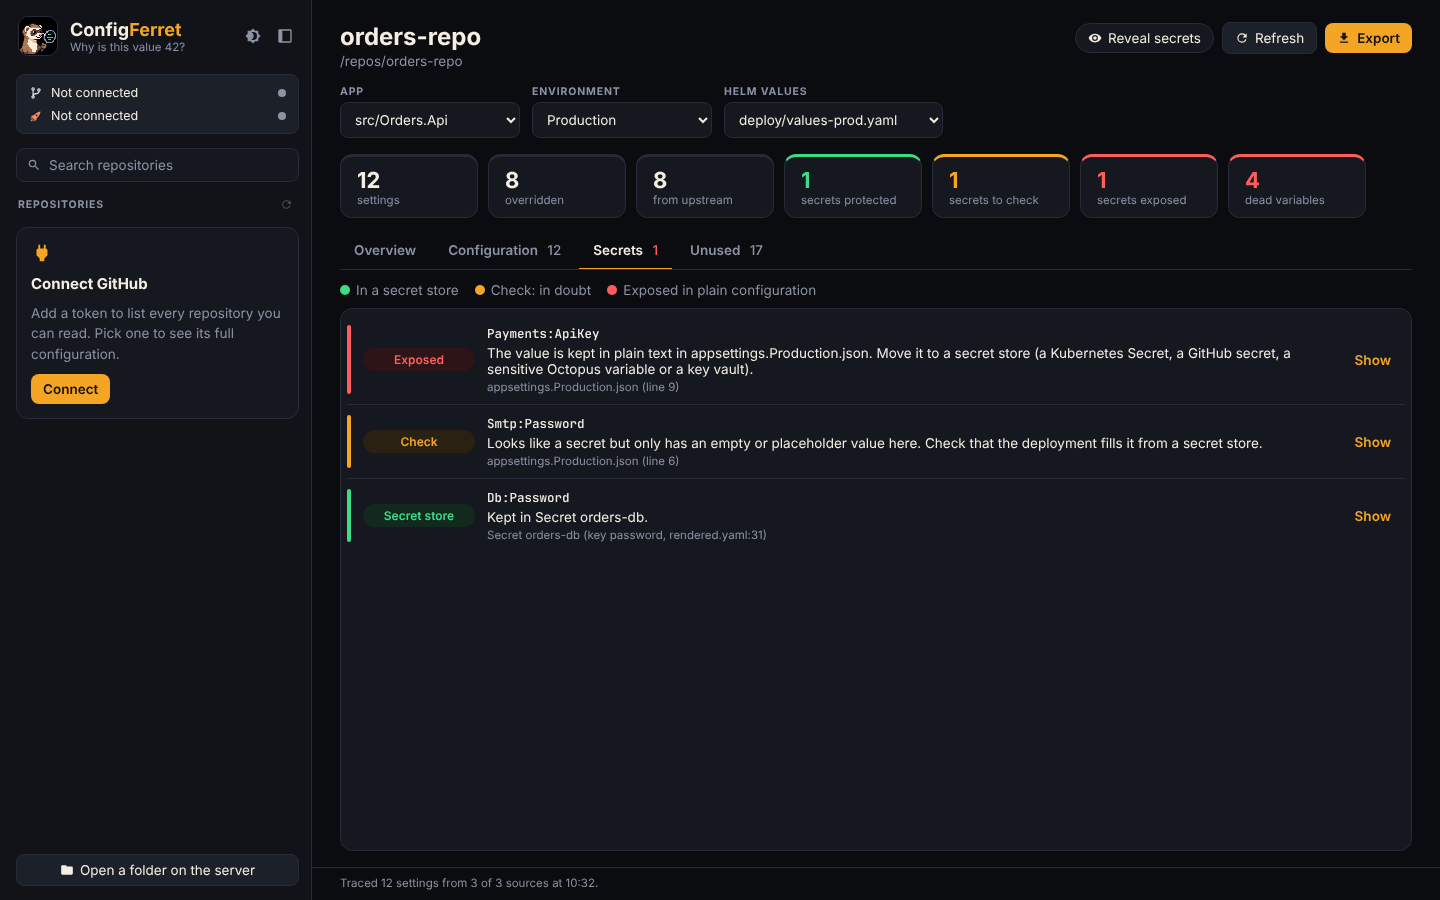 ConfigFerret
Why is this value 42?
Not connected
Not connected
Search repositories
REPOSITORIES
Connect GitHub
Add a token to list every repository you
can read. Pick one to see its full
configuration.
Connect
Open a folder on the server
orders-repo
/repos/orders-repo
Reveal secrets
Refresh
Export
APP
ENVIRONMENT
HELM VALUES
src/Orders.Api
Production
deploy/values-prod.yaml
12
settings
8
overridden
8
from upstream
1
secrets protected
1
secrets to check
1
secrets exposed
4
dead variables
Overview
Configuration 12
Secrets 1
Unused 17
In a secret store
Check: in doubt
Exposed in plain configuration
Exposed
Payments:ApiKey
The value is kept in plain text in appsettings.Production.json. Move it to a secret store (a Kubernetes Secret, a GitHub secret, a
sensitive Octopus variable or a key vault).
appsettings.Production.json (line 9)
Show
Check
Smtp:Password
Looks like a secret but only has an empty or placeholder value here. Check that the deployment fills it from a secret store.
appsettings.Production.json (line 6)
Show
Secret store
Db:Password
Kept in Secret orders-db.
Secret orders-db (key password, rendered.yaml:31)
Show
Traced 12 settings from 3 of 3 sources at 10:32.